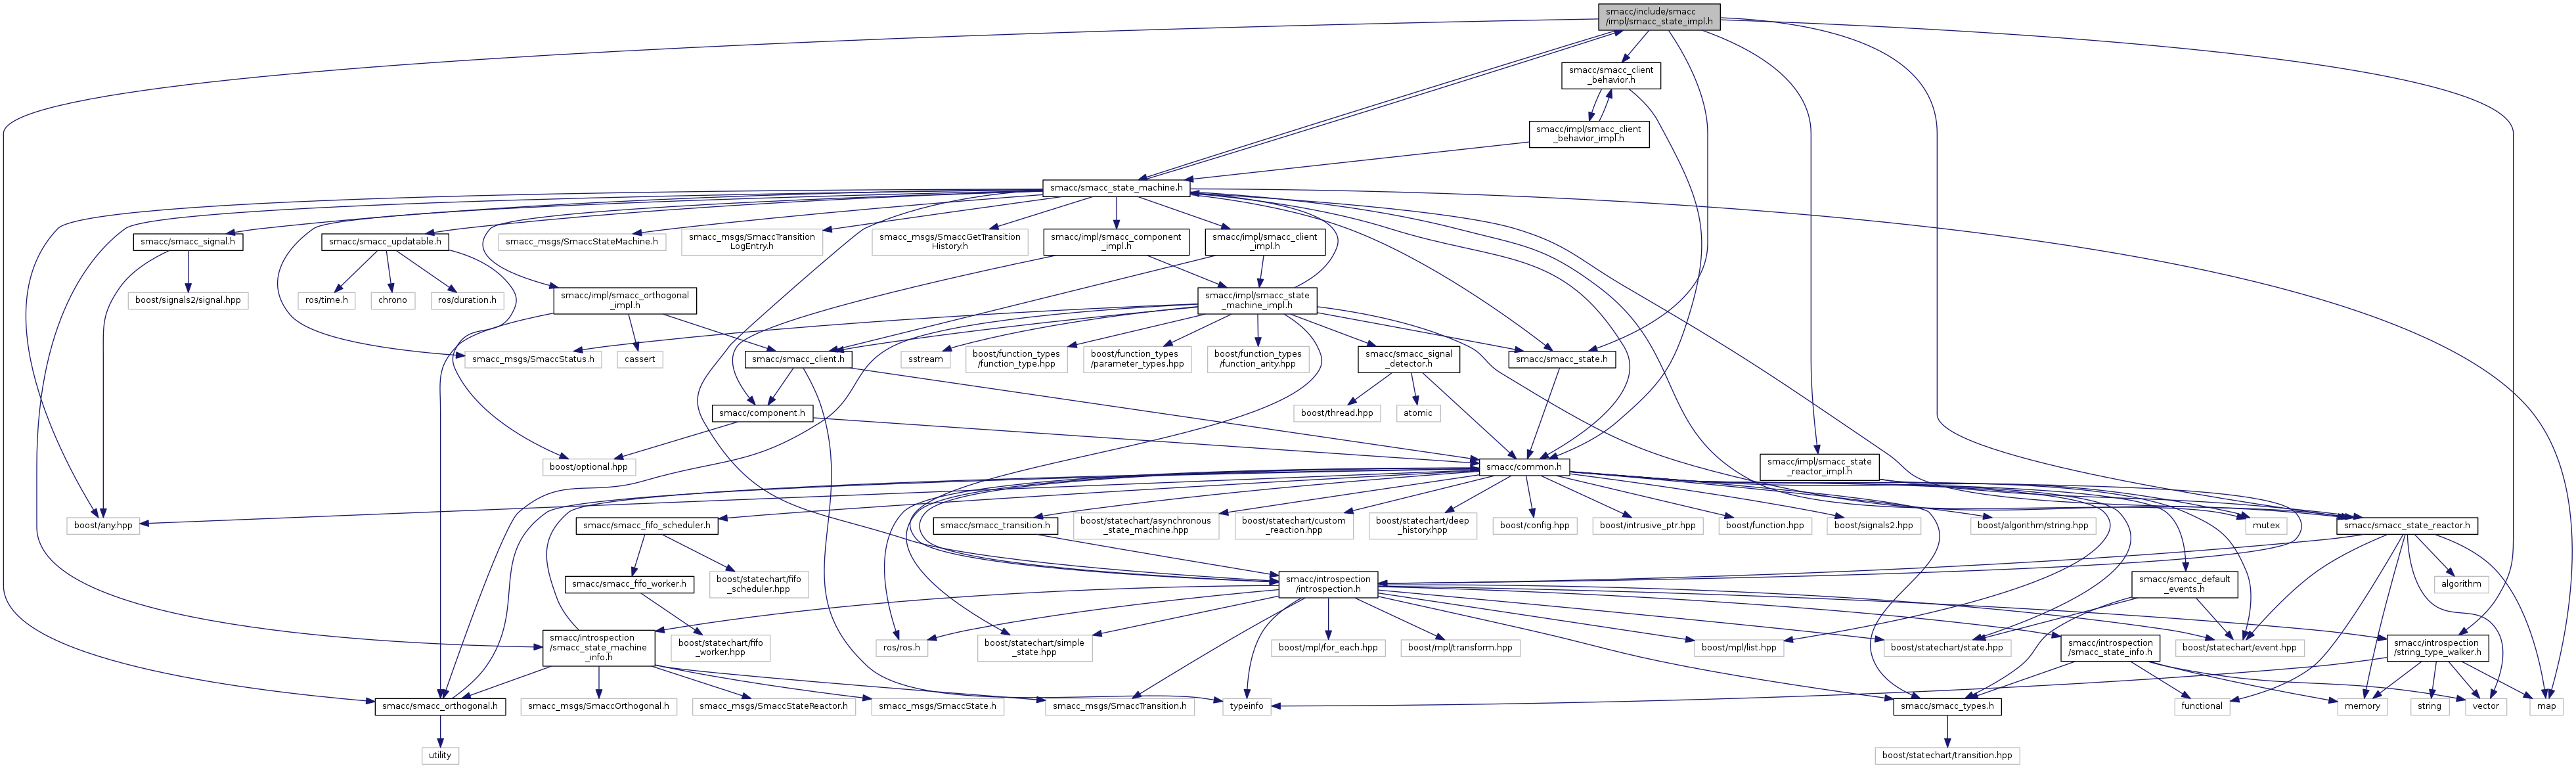 smacc/include/smacc
/impl/smacc_state_impl.h
smacc/smacc_client
_behavior.h
smacc/impl/smacc_client
_behavior_impl.h
smacc/smacc_state_machine.h
smacc/smacc_signal.h
smacc/smacc_updatable.h
smacc_msgs/SmaccStateMachine.h
smacc_msgs/SmaccTransition
LogEntry.h
smacc_msgs/SmaccGetTransition
History.h
smacc/impl/smacc_component
_impl.h
smacc/impl/smacc_client
_impl.h
boost/signals2/signal.hpp
ros/time.h
chrono
ros/duration.h
smacc/impl/smacc_orthogonal
_impl.h
smacc/impl/smacc_state
_machine_impl.h
smacc_msgs/SmaccStatus.h
cassert
smacc/smacc_client.h
sstream
boost/function_types
/function_type.hpp
boost/function_types
/parameter_types.hpp
boost/function_types
/function_arity.hpp
smacc/smacc_signal
_detector.h
smacc/smacc_state.h
smacc/component.h
boost/thread.hpp
atomic
boost/optional.hpp
smacc/common.h
smacc/impl/smacc_state
_reactor_impl.h
boost/any.hpp
smacc/smacc_fifo_scheduler.h
smacc/smacc_transition.h
boost/statechart/asynchronous
_state_machine.hpp
boost/statechart/custom
_reaction.hpp
boost/statechart/deep
_history.hpp
boost/config.hpp
boost/intrusive_ptr.hpp
boost/function.hpp
boost/signals2.hpp
boost/algorithm/string.hpp
mutex
smacc/smacc_state_reactor.h
smacc/smacc_fifo_worker.h
boost/statechart/fifo
_scheduler.hpp
smacc/introspection
/introspection.h
smacc/smacc_default
_events.h
algorithm
smacc/introspection
/smacc_state_machine
_info.h
boost/statechart/fifo
_worker.hpp
ros/ros.h
boost/statechart/simple
_state.hpp
boost/mpl/for_each.hpp
boost/mpl/transform.hpp
boost/mpl/list.hpp
boost/statechart/state.hpp
smacc/introspection
/smacc_state_info.h
boost/statechart/event.hpp
smacc/introspection
/string_type_walker.h
smacc/smacc_orthogonal.h
smacc_msgs/SmaccOrthogonal.h
smacc_msgs/SmaccStateReactor.h
smacc_msgs/SmaccState.h
smacc_msgs/SmaccTransition.h
typeinfo
smacc/smacc_types.h
functional
memory
string
vector
map
utility
boost/statechart/transition.hpp